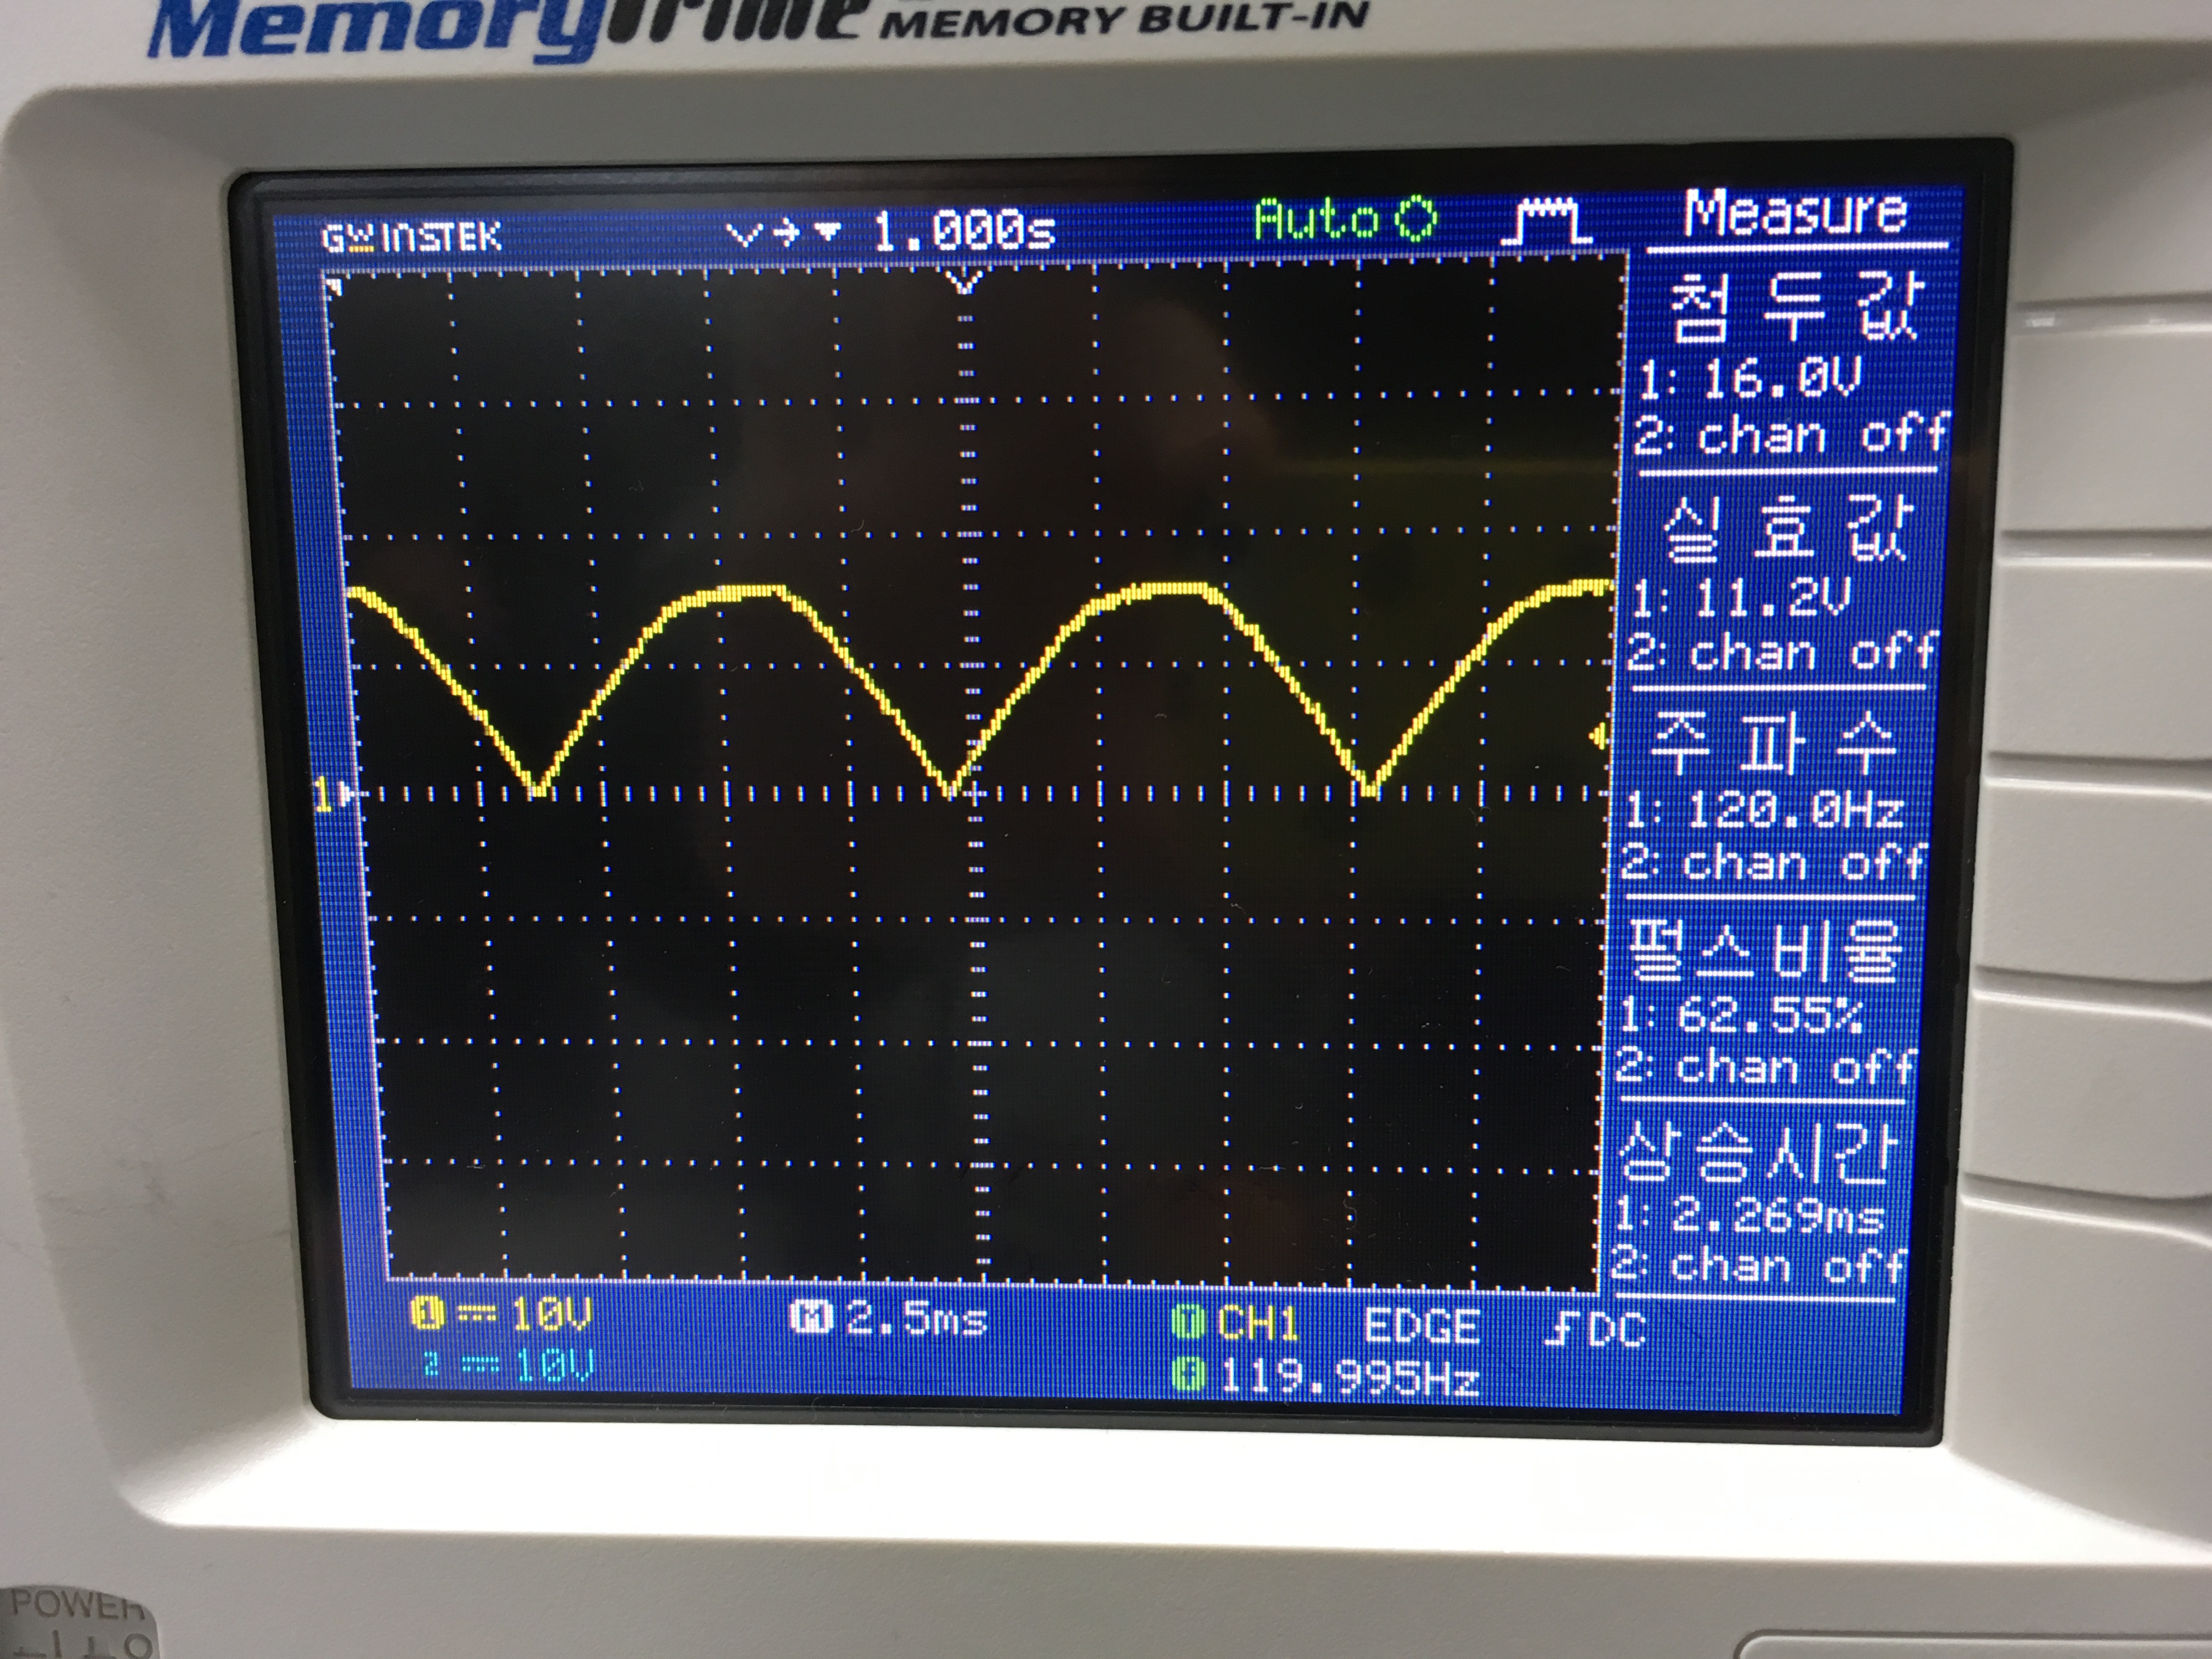 MemoryPrime
MEMORY BUILT-IN
GWINSTEK
1.000s
Auto
Measure
첨두값
1: 16.0V
2: chan off
실효값
1: 11.2V
2: chan off
주파수
1: 120.0Hz
2: chan off
펄스비율
1: 62.55%
2: chan off
상승시간
1: 2.269ms
2: chan off
1
1 10V
M 2.5ms
T CH1 EDGE DC
2 10V
f 119.995Hz
POWER